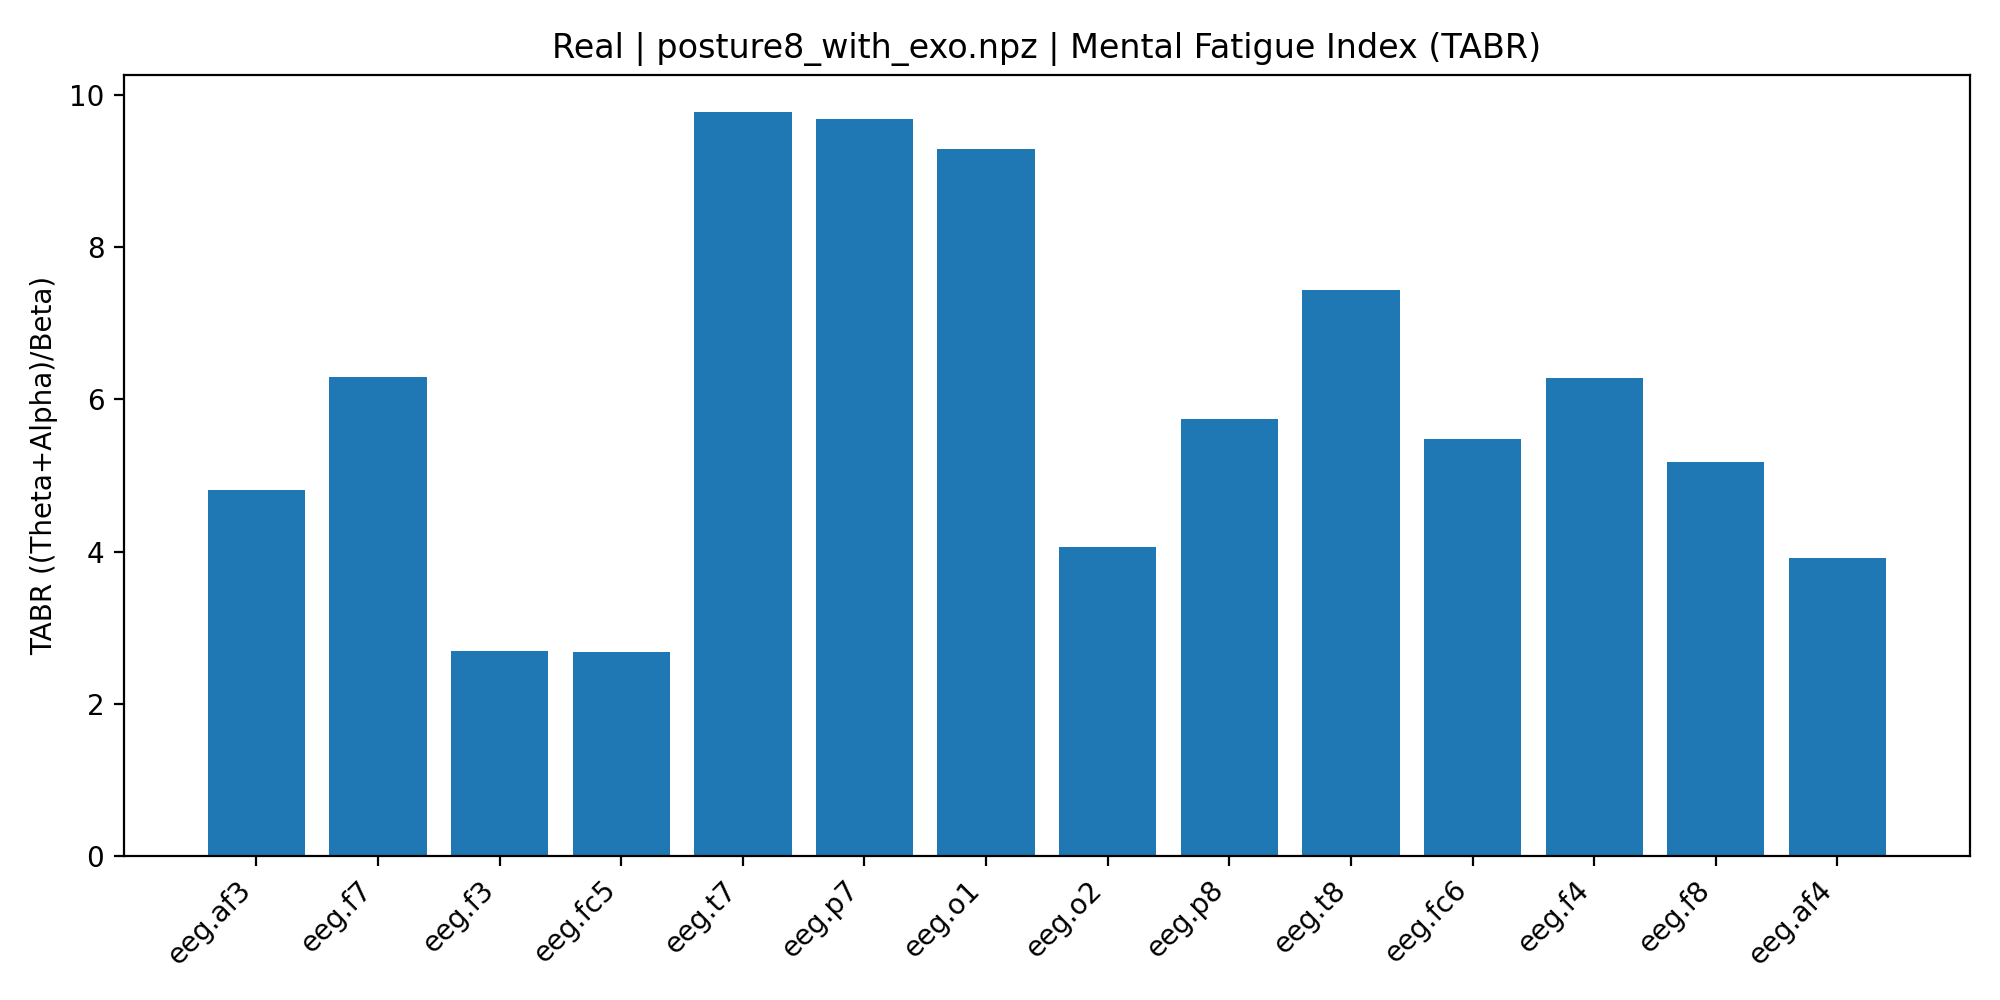 Real | posture8_with_exo.npz | Mental Fatigue Index (TABR)
TABR ((Theta+Alpha)/Beta)
10
8
6
4
2
0
eeg.af3
eeg.f7
eeg.f3
eeg.fc5
eeg.t7
eeg.p7
eeg.o1
eeg.o2
eeg.p8
eeg.t8
eeg.fc6
eeg.f4
eeg.f8
eeg.af4